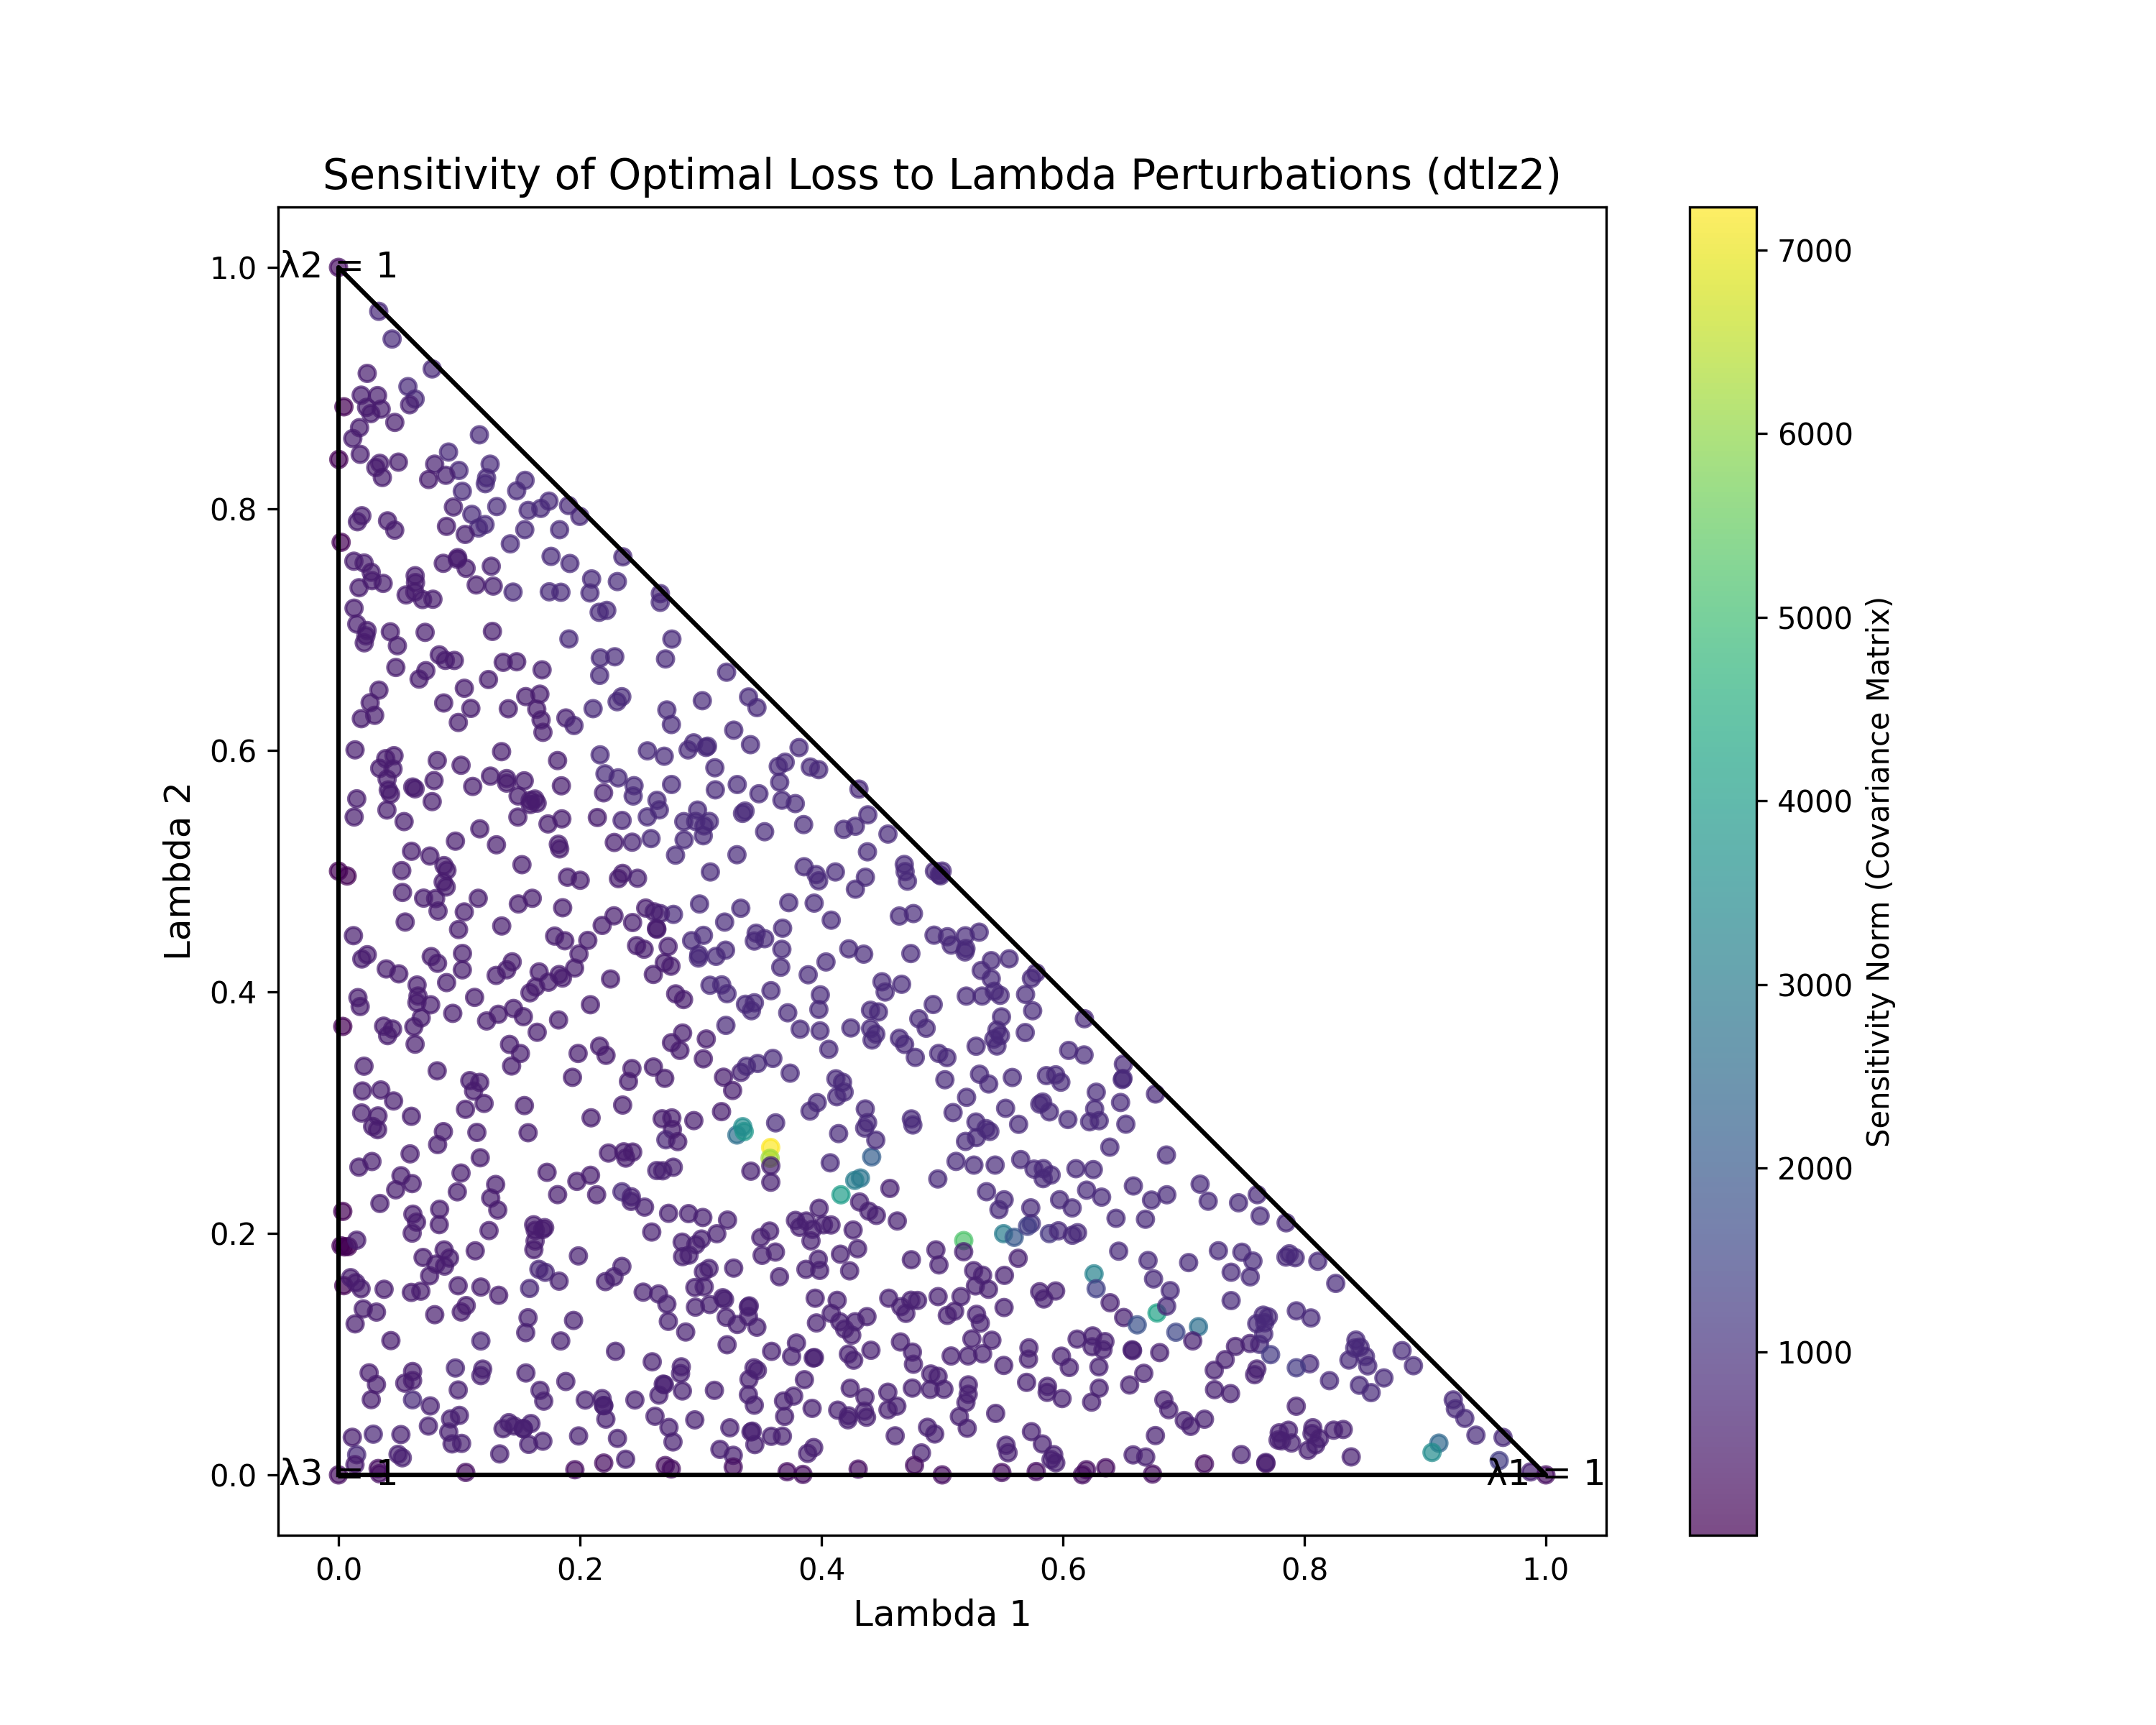 Sensitivity of Optimal Loss to Lambda Perturbations (dtlz2)
λ2 = 1
λ3 = 1
λ1 = 1
1.0
0.8
0.6
0.4
0.2
0.0
Lambda 2
0.0 0.2 0.4 0.6 0.8 1.0
Lambda 1
7000
6000
5000
4000
3000
2000
1000
Sensitivity Norm (Covariance Matrix)